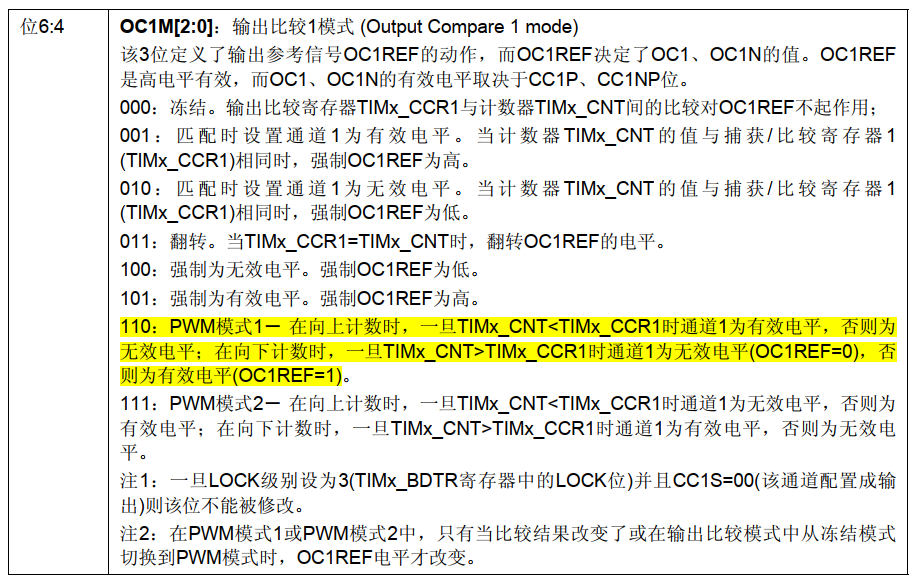 位6:4
OC1M[2:0]：输出比较1模式 (Output Compare 1 mode)
该3位定义了输出参考信号OC1REF的动作，而OC1REF决定了OC1、OC1N的值。OC1REF
是高电平有效，而OC1、OC1N的有效电平取决于CC1P、CC1NP位。
000：冻结。输出比较寄存器TIMx_CCR1与计数器TIMx_CNT间的比较对OC1REF不起作用；
001：匹配时设置通道1为有效电平。当计数器TIMx_CNT的值与捕获/比较寄存器1
(TIMx_CCR1)相同时，强制OC1REF为高。
010：匹配时设置通道1为无效电平。当计数器TIMx_CNT的值与捕获/比较寄存器1
(TIMx_CCR1)相同时，强制OC1REF为低。
011：翻转。当TIMx_CCR1=TIMx_CNT时，翻转OC1REF的电平。
100：强制为无效电平。强制OC1REF为低。
101：强制为有效电平。强制OC1REF为高。
110：PWM模式1－ 在向上计数时，一旦TIMx_CNT<TIMx_CCR1时通道1为有效电平，否则为
无效电平；在向下计数时，一旦TIMx_CNT>TIMx_CCR1时通道1为无效电平(OC1REF=0)，否
则为有效电平(OC1REF=1)。
111：PWM模式2－ 在向上计数时，一旦TIMx_CNT<TIMx_CCR1时通道1为无效电平，否则为
有效电平；在向下计数时，一旦TIMx_CNT>TIMx_CCR1时通道1为有效电平，否则为无效电
平。
注1：一旦LOCK级别设为3(TIMx_BDTR寄存器中的LOCK位)并且CC1S=00(该通道配置成输
出)则该位不能被修改。
注2：在PWM模式1或PWM模式2中，只有当比较结果改变了或在输出比较模式中从冻结模式
切换到PWM模式时，OC1REF电平才改变。